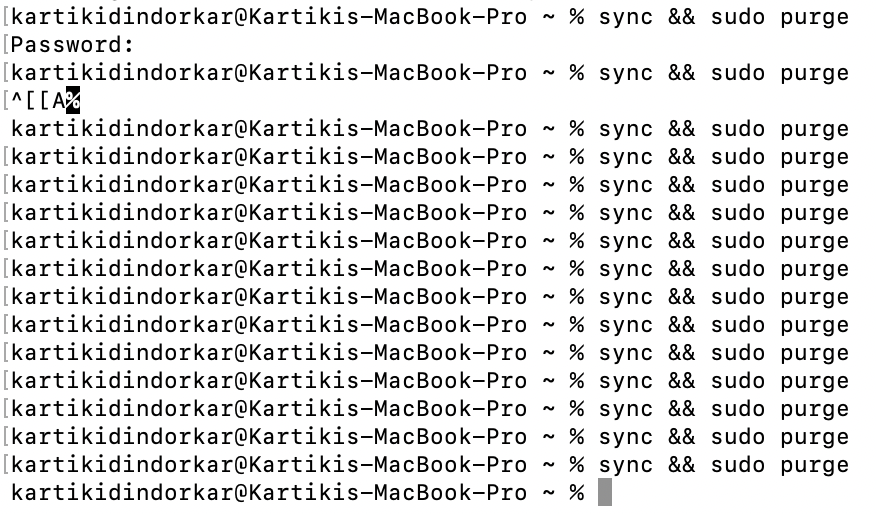 [kartikidindorkar@Kartikis-MacBook-Pro ~ % sync && sudo purge
[Password:
[kartikidindorkar@Kartikis-MacBook-Pro ~ % sync && sudo purge
[^[[A%
kartikidindorkar@Kartikis-MacBook-Pro ~ % sync && sudo purge
[kartikidindorkar@Kartikis-MacBook-Pro ~ % sync && sudo purge
[kartikidindorkar@Kartikis-MacBook-Pro ~ % sync && sudo purge
[kartikidindorkar@Kartikis-MacBook-Pro ~ % sync && sudo purge
[kartikidindorkar@Kartikis-MacBook-Pro ~ % sync && sudo purge
[kartikidindorkar@Kartikis-MacBook-Pro ~ % sync && sudo purge
[kartikidindorkar@Kartikis-MacBook-Pro ~ % sync && sudo purge
[kartikidindorkar@Kartikis-MacBook-Pro ~ % sync && sudo purge
[kartikidindorkar@Kartikis-MacBook-Pro ~ % sync && sudo purge
[kartikidindorkar@Kartikis-MacBook-Pro ~ % sync && sudo purge
[kartikidindorkar@Kartikis-MacBook-Pro ~ % sync && sudo purge
[kartikidindorkar@Kartikis-MacBook-Pro ~ % sync && sudo purge
[kartikidindorkar@Kartikis-MacBook-Pro ~ % sync && sudo purge
kartikidindorkar@Kartikis-MacBook-Pro ~ %